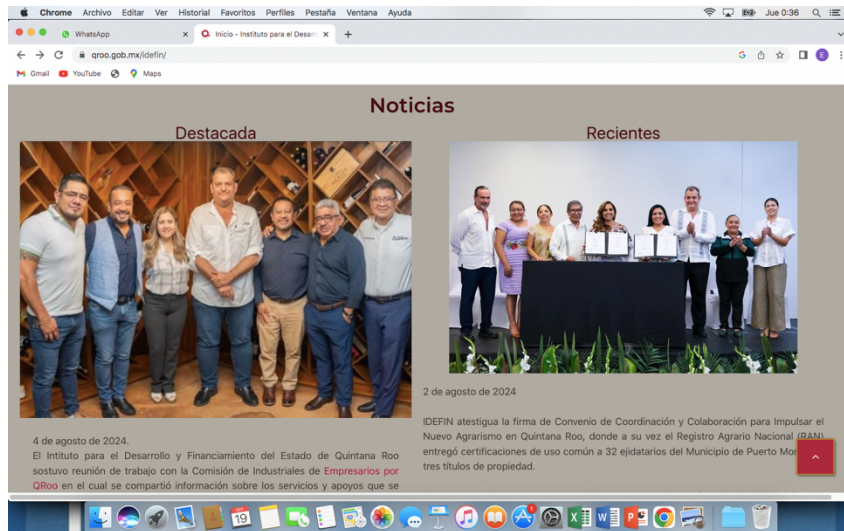 Chrome Archivo Editar Ver Historial Favoritos Perfiles Pestaña Ventana Ayuda
Jue 0:36
WhatsApp
Inicio - Instituto para el Desarr
qroo.gob.mx/idefin/
G
E
Gmail YouTube Maps
Noticias
Destacada
Recientes
4 de agosto de 2024.
El Intituto para el Desarrollo y Financiamiento del Estado de Quintana Roo
sostuvo reunión de trabajo con la Comisión de Industriales de Empresarios por
QRoo en el cual se compartió información sobre los servicios y apoyos que se
2 de agosto de 2024
IDEFIN atestigua la firma de Convenio de Coordinación y Colaboración para Impulsar el
Nuevo Agrarismo en Quintana Roo, donde a su vez el Registro Agrario Nacional (RAN)
entregó certificaciones de uso común a 32 ejidatarios del Municipio de Puerto Mor
tres títulos de propiedad.
19